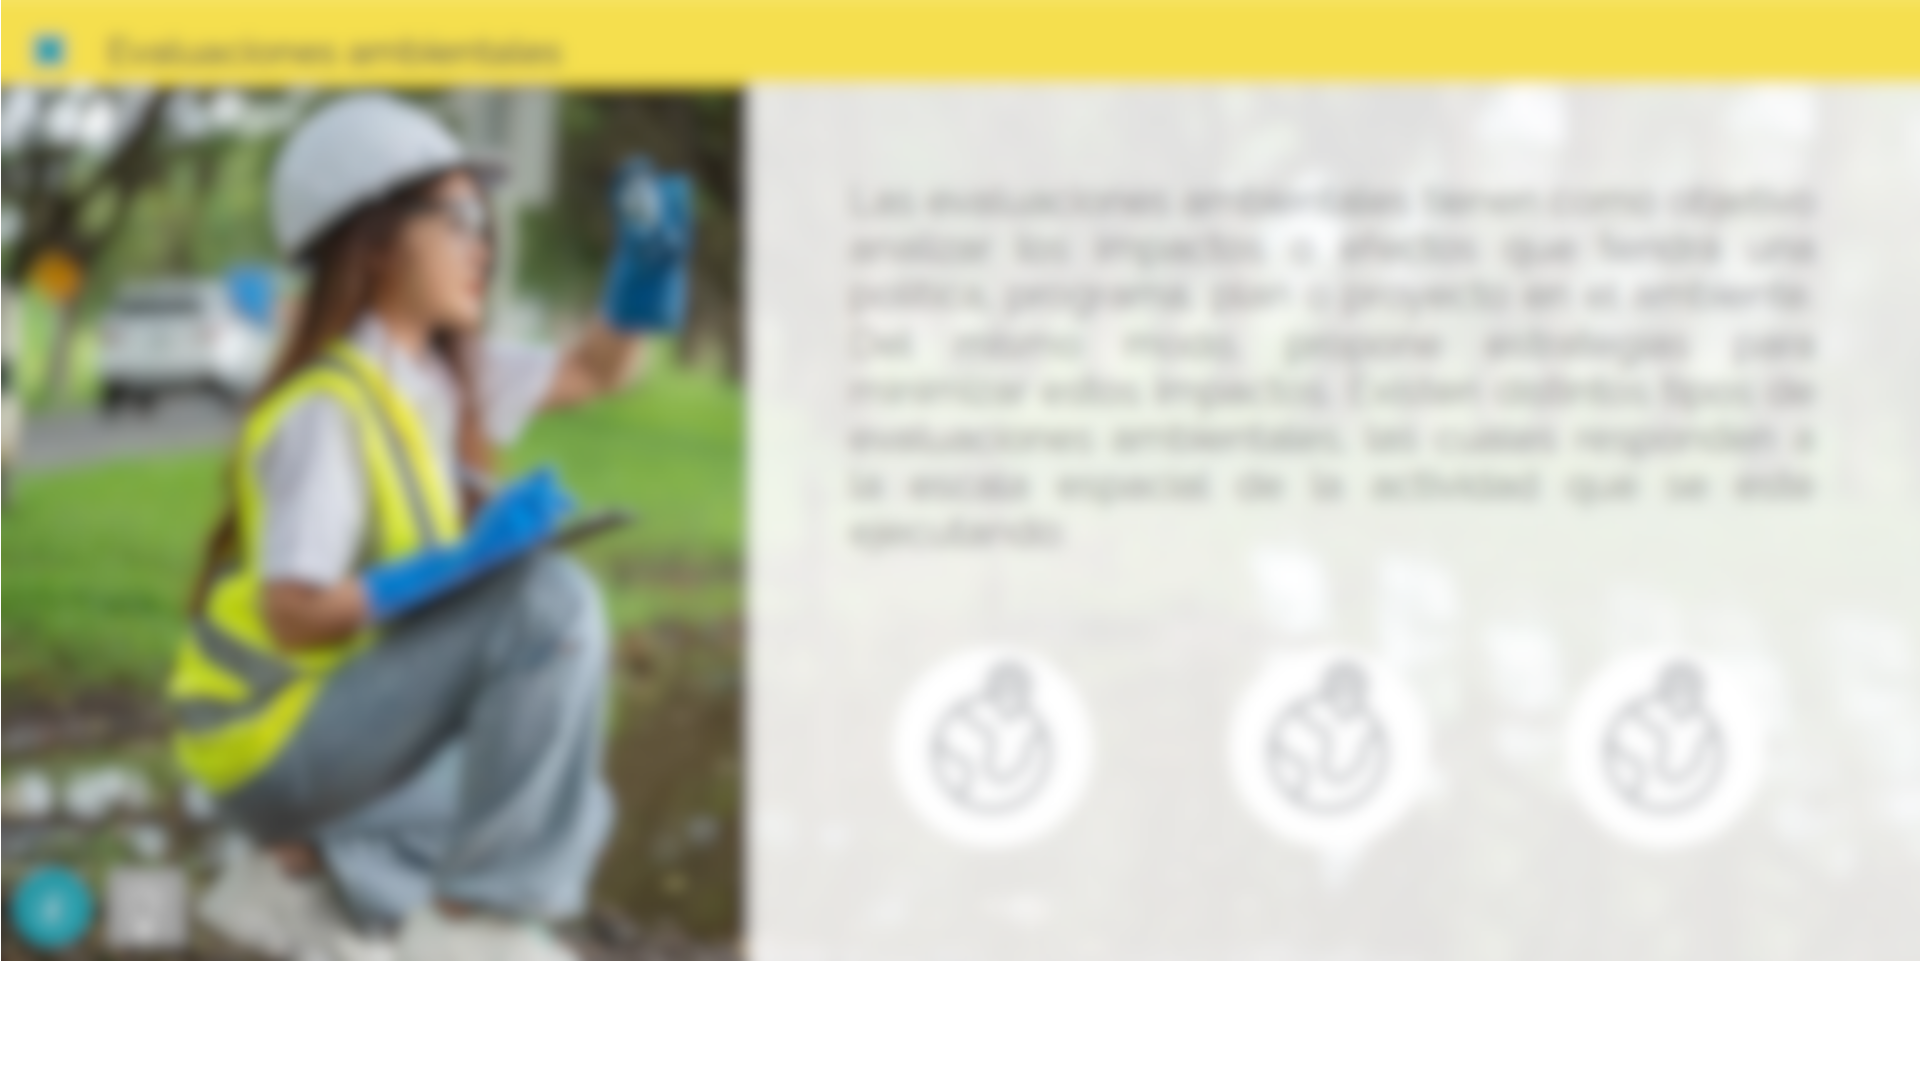 Evaluaciones ambientales
Las evaluaciones ambientales tienen como objetivo
analizar los impactos o efectos que tendrá una
política, programa, plan o proyecto en el ambiente.
Del mismo modo, propone estrategias para
minimizar estos impactos. Existen distintos tipos de
evaluaciones ambientales, las cuales responden a
la escala espacial de la actividad que se esté
ejecutando.